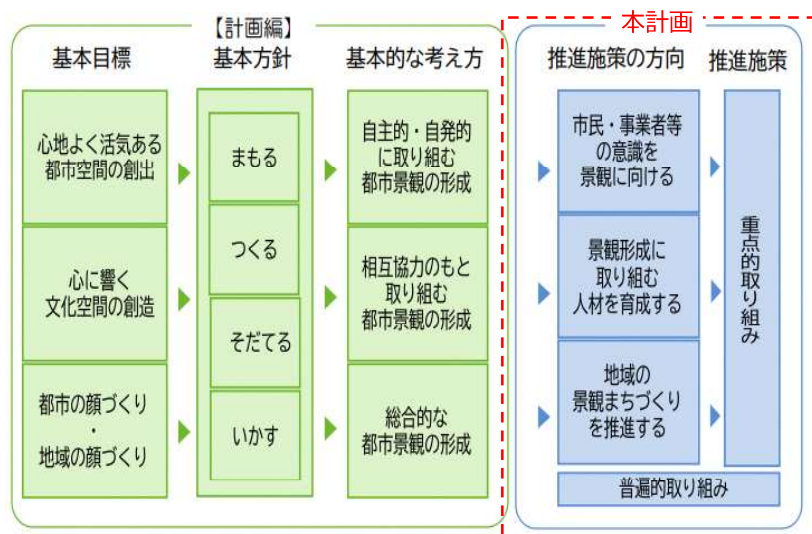 【計画編】
本計画
基本目標
基本方針
基本的な考え方
推進施策の方向
推進施策
心地よく活気ある
都市空間の創出
心に響く
文化空間の創造
都市の顔づくり
・
地域の顔づくり
まもる
つくる
そだてる
いかす
自主的・自発的
に取り組む
都市景観の形成
相互協力のもと
取り組む
都市景観の形成
総合的な
都市景観の形成
市民・事業者等
の意識を
景観に向ける
景観形成に
取り組む
人材を育成する
地域の
景観まちづくり
を推進する
重点的取り組み
普遍的取り組み